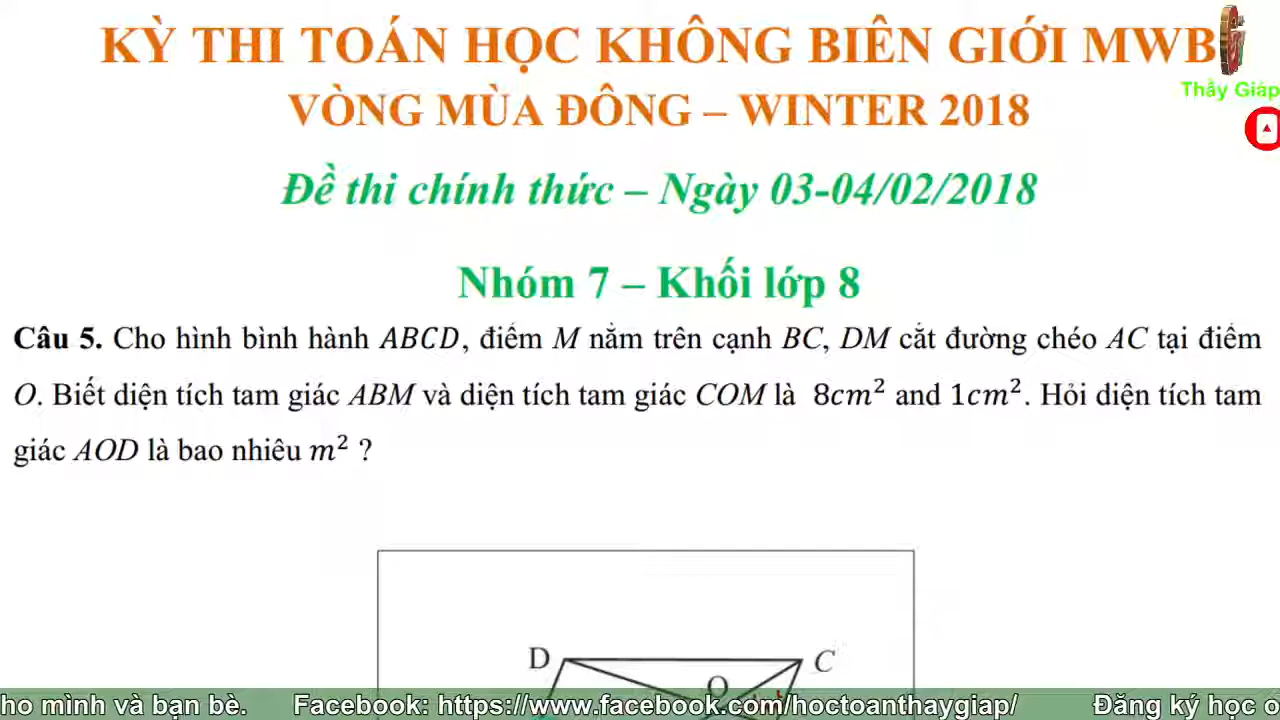 KỲ THI TOÁN HỌC KHÔNG BIÊN GIỚI MWB
Thầy Giáp
VÒNG MÙA ĐÔNG – WINTER 2018
Đề thi chính thức – Ngày 03-04/02/2018
Nhóm 7 – Khối lớp 8
Câu 5. Cho hình bình hành ABCD, điểm M nằm trên cạnh BC, DM cắt đường chéo AC tại điểm
O. Biết diện tích tam giác ABM và diện tích tam giác COM là 8cm² and 1cm². Hỏi diện tích tam
giác AOD là bao nhiêu m² ?
D C
O
ho mình và bạn bè. Facebook: https://www.facebook.com/hoctoanthaygiap/ Đăng ký học o